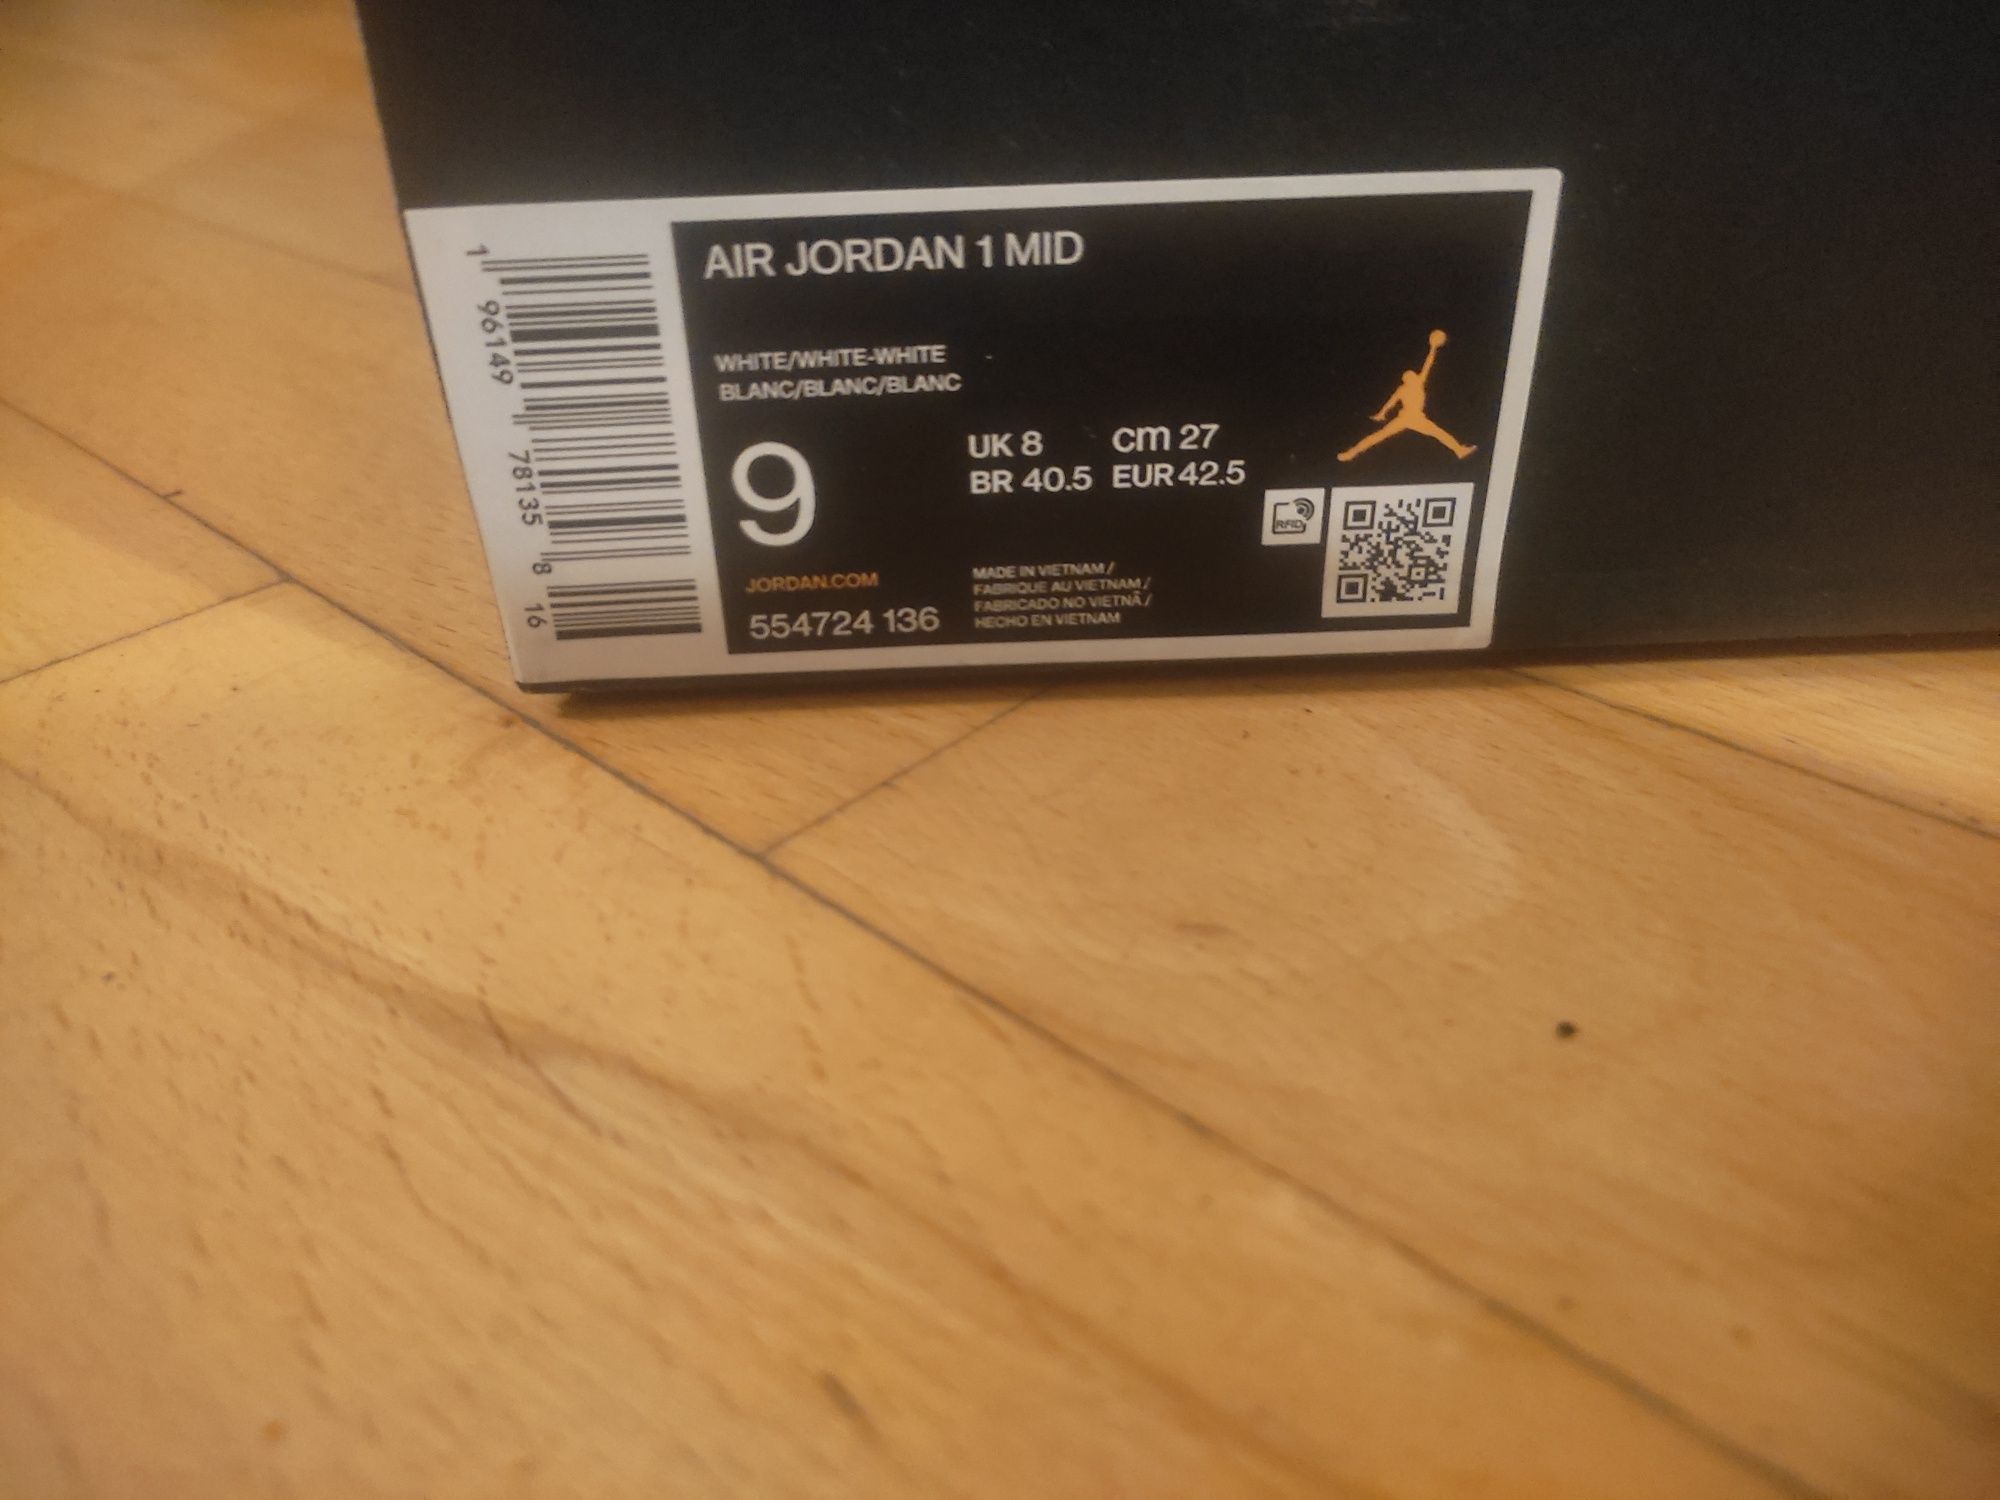 AIR JORDAN 1 MID
WHITE/WHITE-WHITE
BLANC/BLANC/BLANC
9
UK 8 cm 27
BR 40.5 EUR 42.5
RFID
JORDAN.COM
554724 136
MADE IN VIETNAM /
FABRIQUE AU VIETNAM /
FABRICADO NO VIETNÃ /
HECHO EN VIETNAM
1 96149 78135 8 16